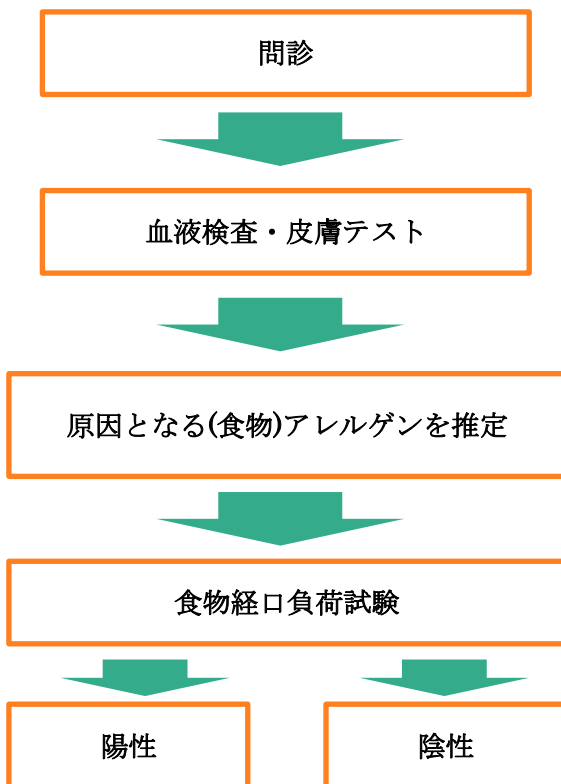 問診
血液検査・皮膚テスト
原因となる(食物)アレルゲンを推定
食物経口負荷試験
陽性
陰性